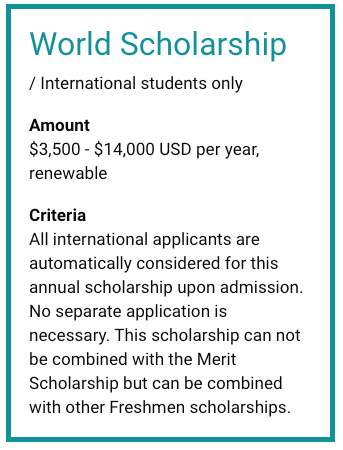 World Scholarship
/ International students only
Amount
$3,500 - $14,000 USD per year,
renewable
Criteria
All international applicants are
automatically considered for this
annual scholarship upon admission.
No separate application is
necessary. This scholarship can not
be combined with the Merit
Scholarship but can be combined
with other Freshmen scholarships.